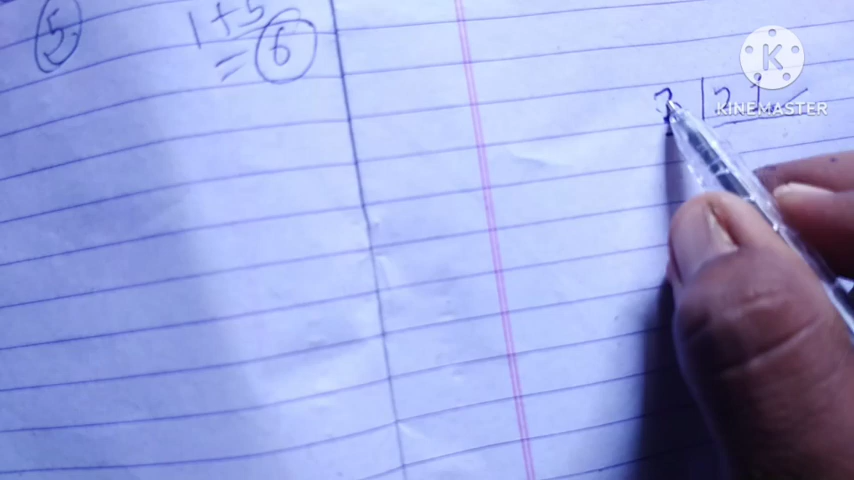 5
1+5
= 6
3 | 21
K
KINEMASTER